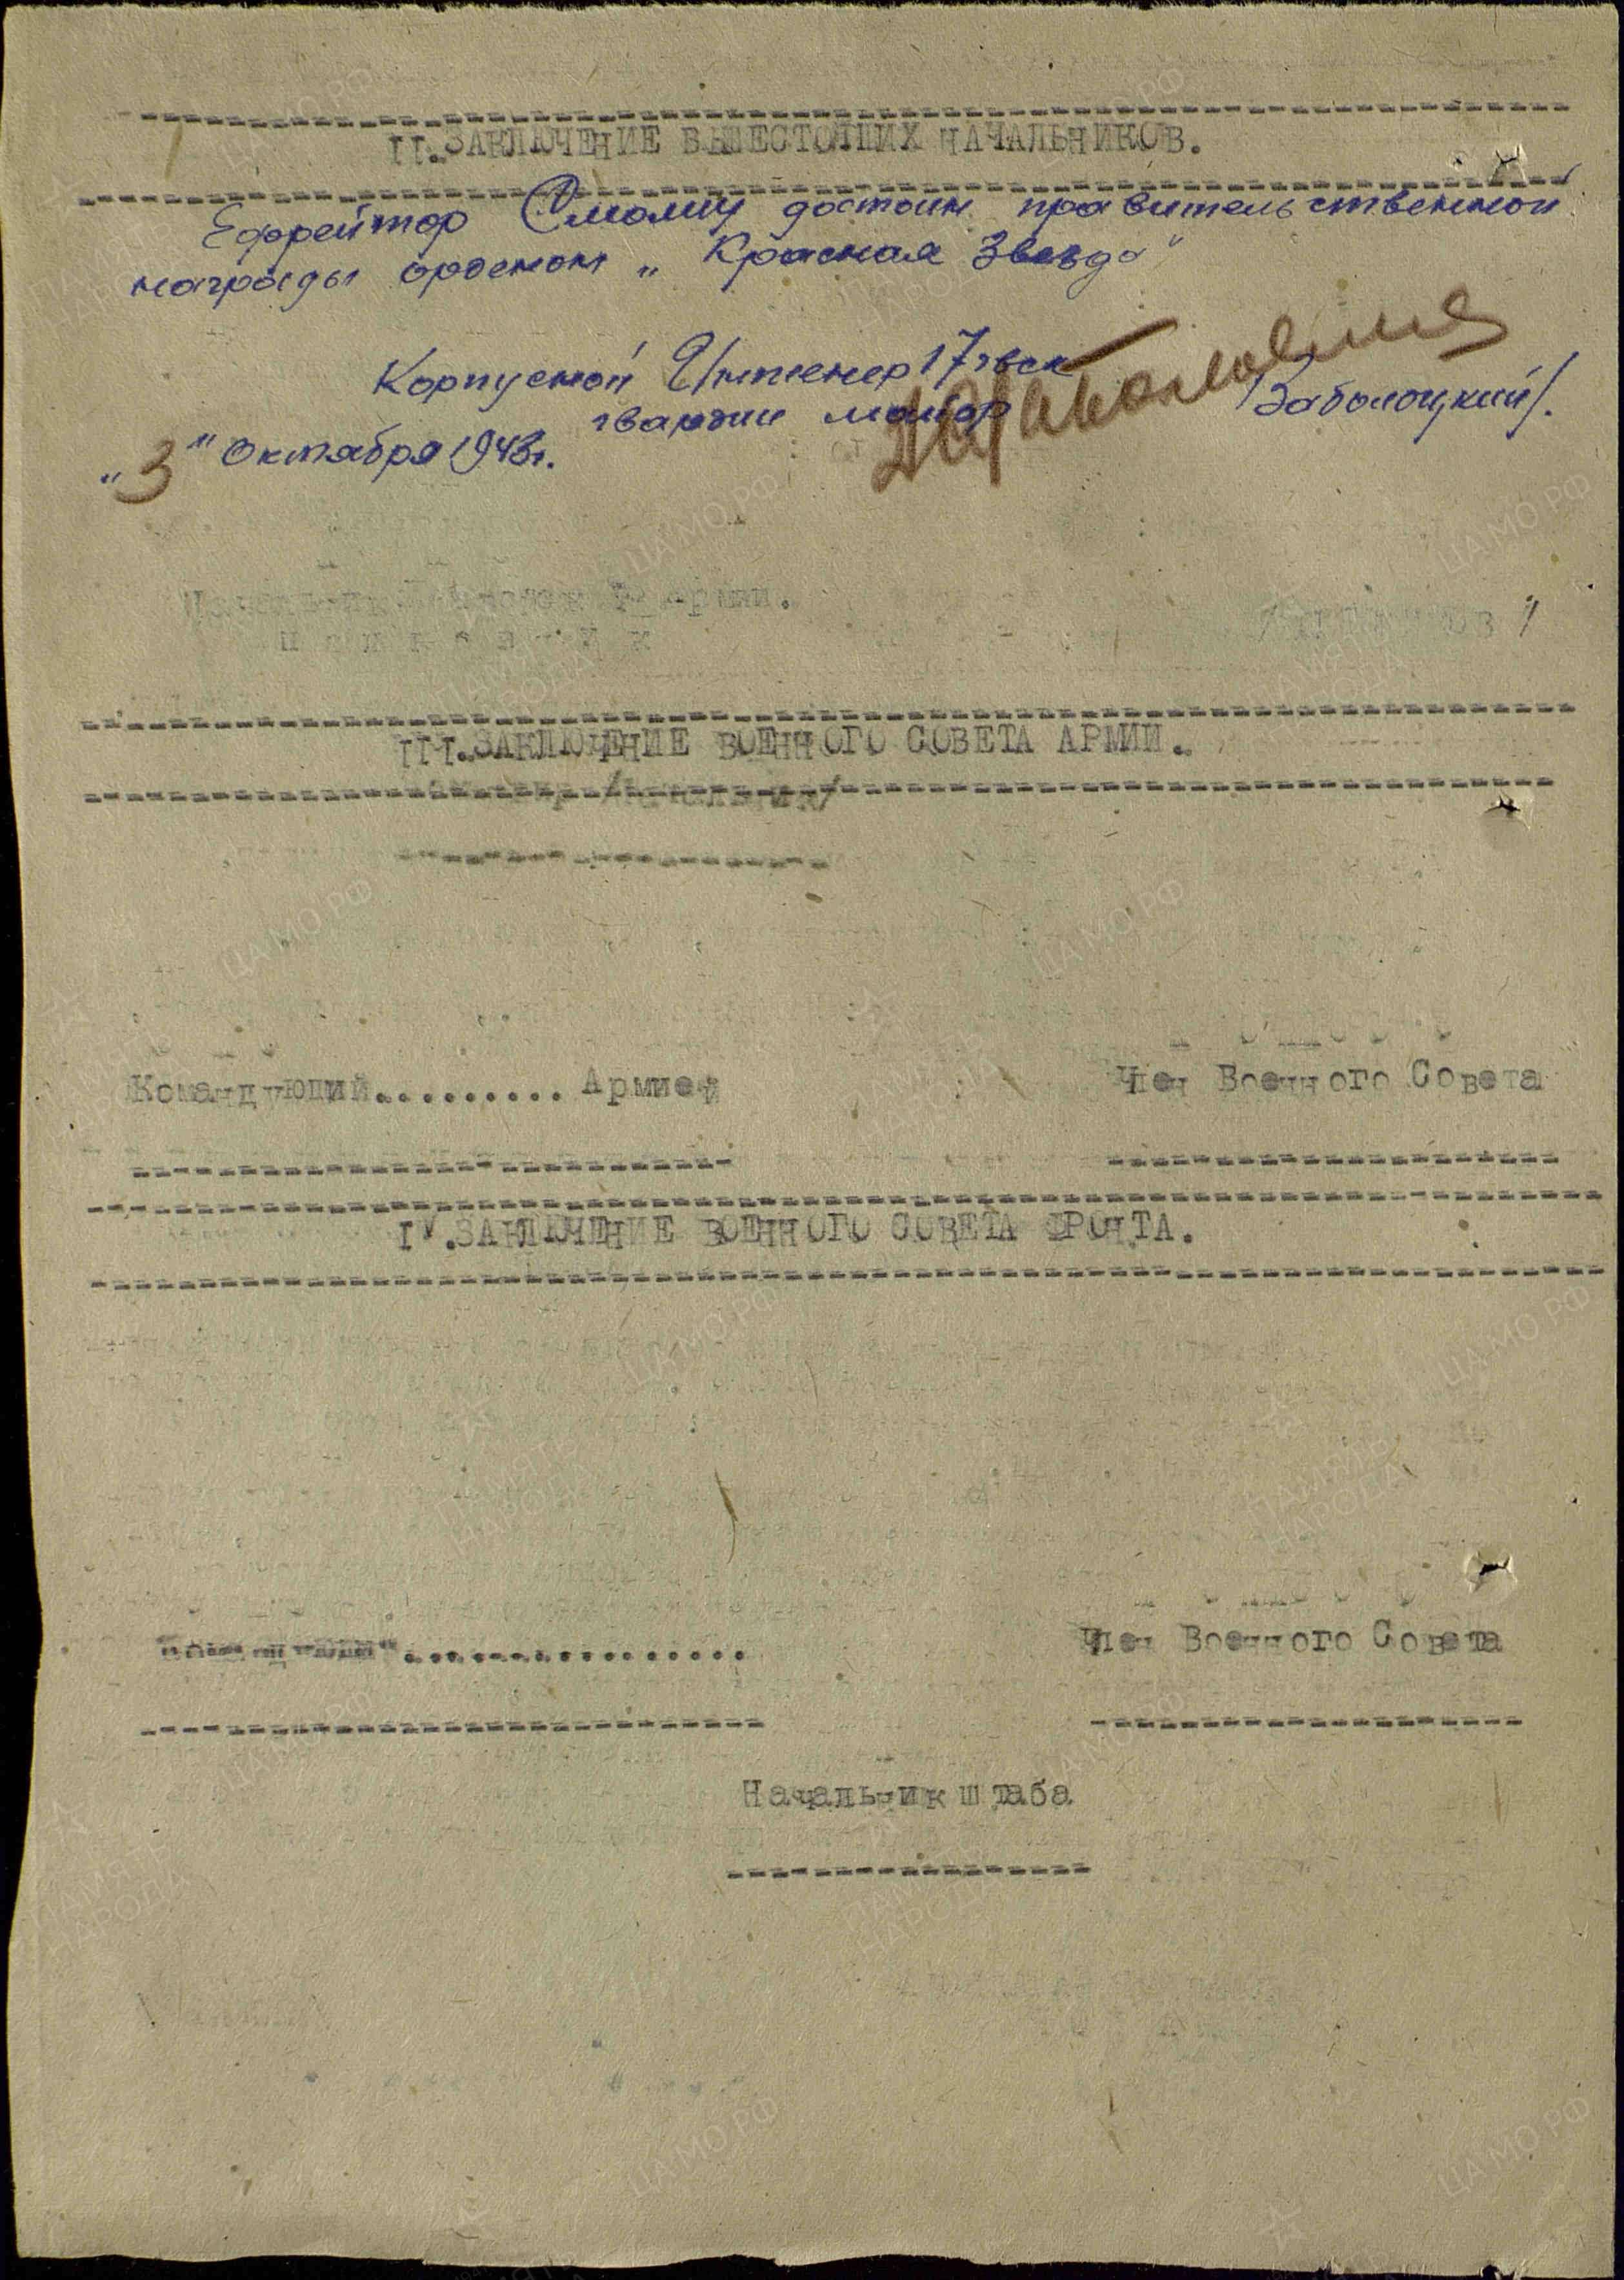 II.ЗАКЛЮЧЕНИЕ ВЫШЕСТОЯЩИХ НАЧАЛЬНИКОВ.
Ефрейтор достоин правительственной
награды орденом „Красная Звезда"
Корпусной Инженер 17 гвск
гвардии майор /Заболоцкий/.
„3" Октября 1943г.
III.ЗАКЛЮЧЕНИЕ ВОЕННОГО СОВЕТА АРМИИ.
Командующий.......... Армией Член Военного Совета
IV.ЗАКЛЮЧЕНИЕ ВОЕННОГО СОВЕТА ФРОНТА.
................ Член Военного Совета
Начальник штаба